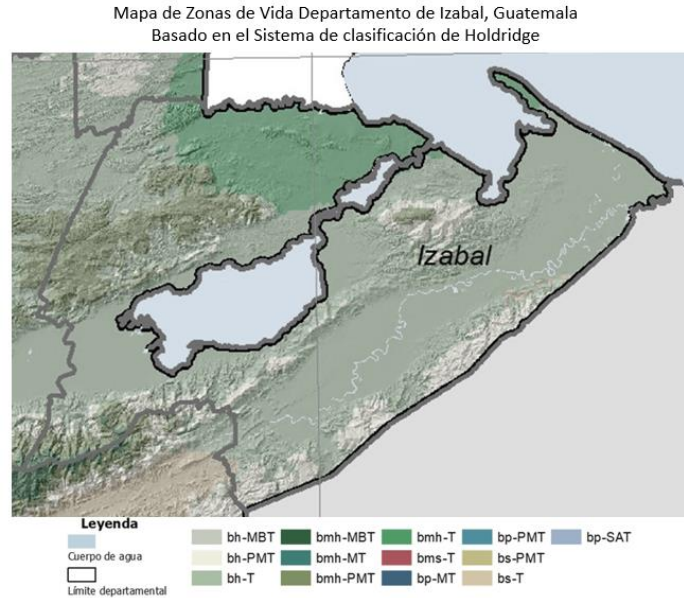 Mapa de Zonas de Vida Departamento de Izabal, Guatemala
Basado en el Sistema de clasificación de Holdridge
Izabal
Leyenda
Cuerpo de agua
Límite departamental
bh-MBT bmh-MBT bmh-T bp-PMT bp-SAT
bh-PMT bmh-MT bms-T bs-PMT
bh-T bmh-PMT bp-MT bs-T